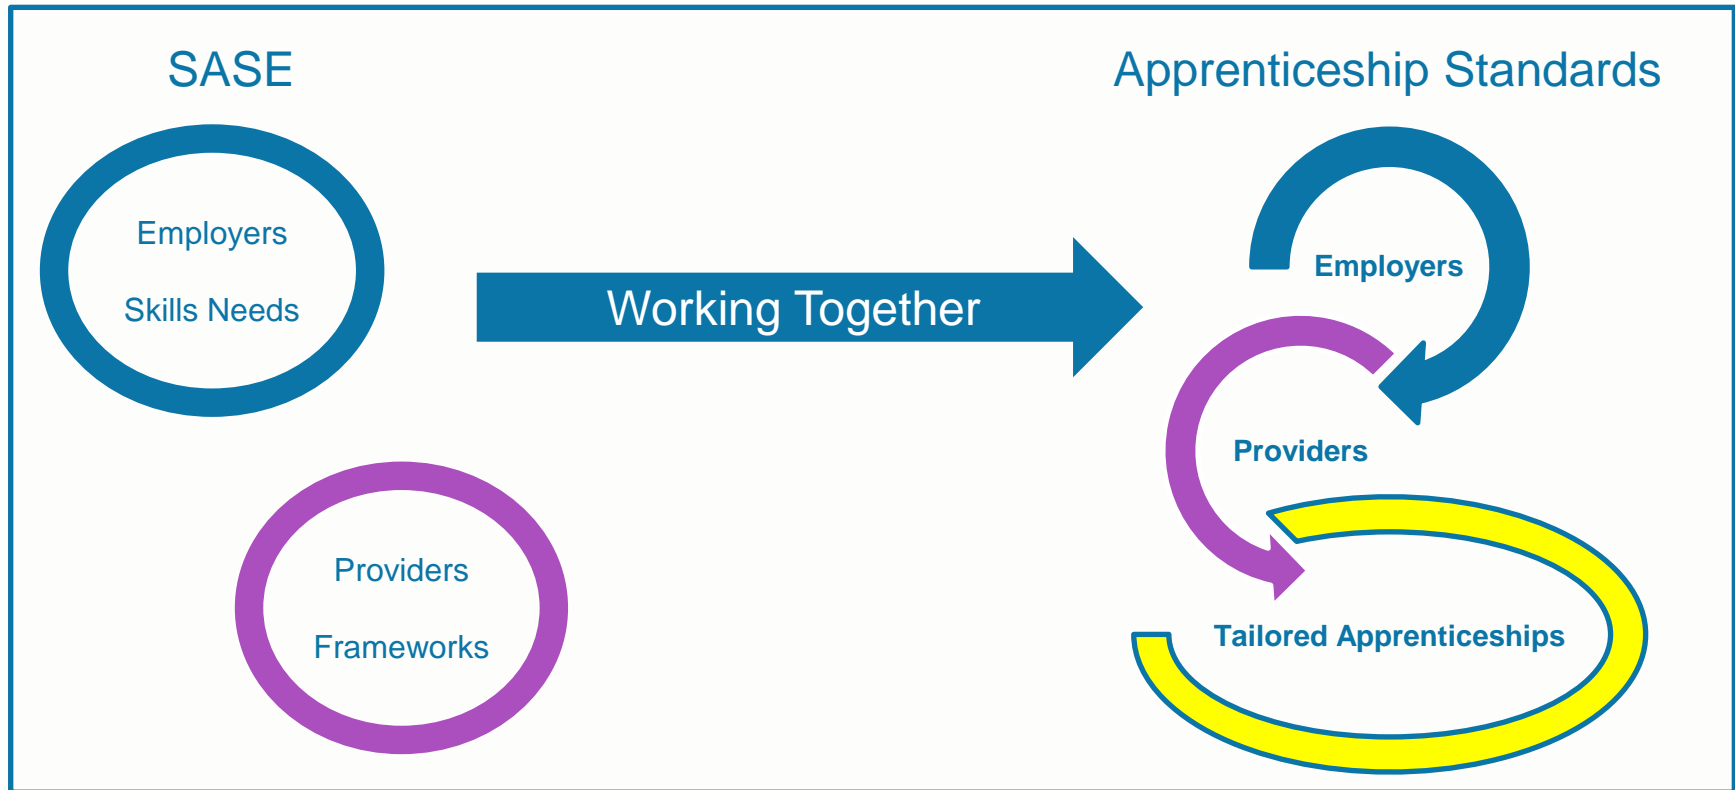 SASE
Employers
Skills Needs
Providers
Frameworks
Working Together
Apprenticeship Standards
Employers
Providers
Tailored Apprenticeships